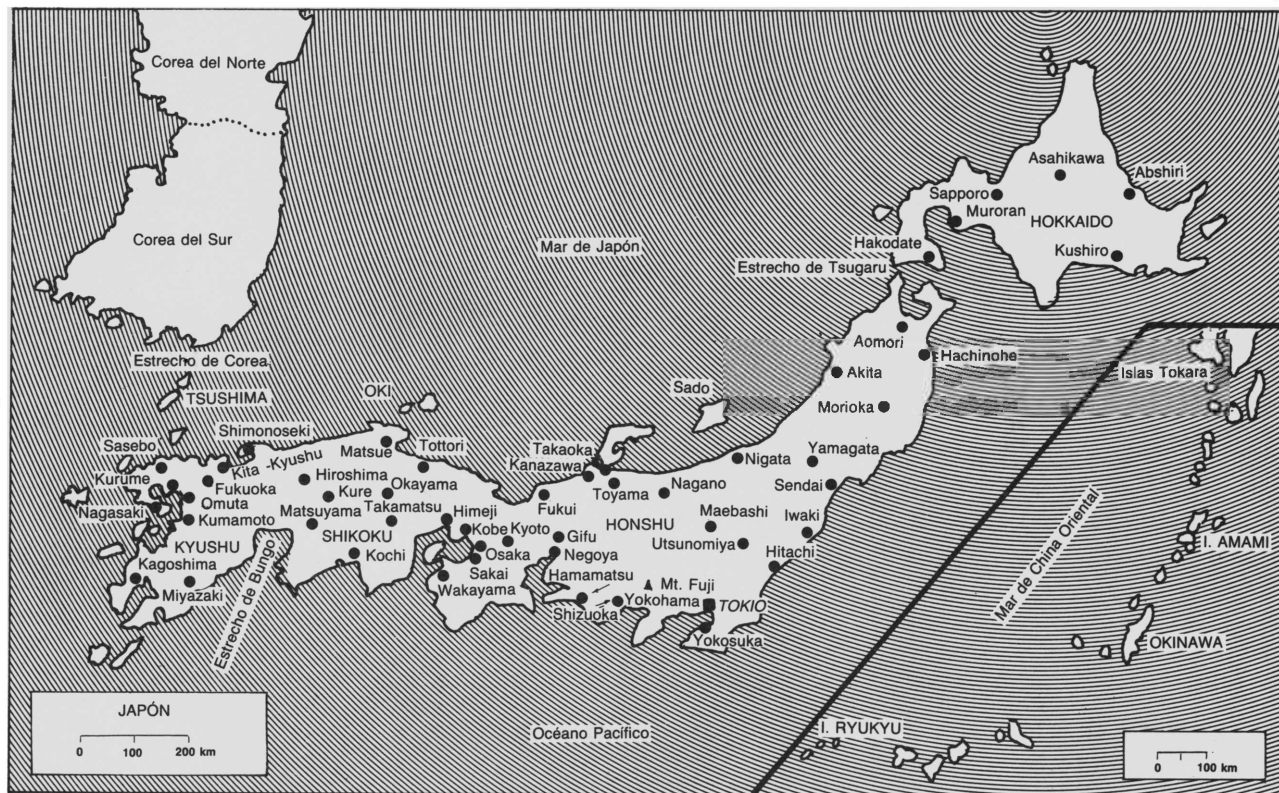 Corea del Norte
Corea del Sur
Mar de Japón
Asahikawa
Abshiri
Sapporo
Muroran
HOKKAIDO
Hakodate
Kushiro
Estrecho de Tsugaru
Aomori
Hachinohe
Akita
Morioka
Islas Tokara
Estrecho de Corea
TSUSHIMA
OKI
Sado
Shimonoseki
Sasebo
Kita-Kyushu
Matsue
Tottori
Takaoka
Kanazawa
Nigata
Yamagata
Kurume
Fukuoka
Hiroshima
Kure
Okayama
Toyama
Nagano
Sendai
Omuta
Nagasaki
Kumamoto
Matsuyama
Takamatsu
Himeji
Fukui
HONSHU
Maebashi
Iwaki
KYUSHU
SHIKOKU
Kobe
Kyoto
Gifu
Utsunomiya
Hitachi
Kochi
Osaka
Negoya
Kagoshima
Sakai
Hamamatsu
Mt. Fuji
Miyazaki
Wakayama
Shizuoka
Yokohama
TOKIO
Yokosuka
Estrecho de Bungo
Mar de China Oriental
I. AMAMI
OKINAWA
I. RYUKYU
Océano Pacífico
JAPÓN
0 100 200 km
0 100 km